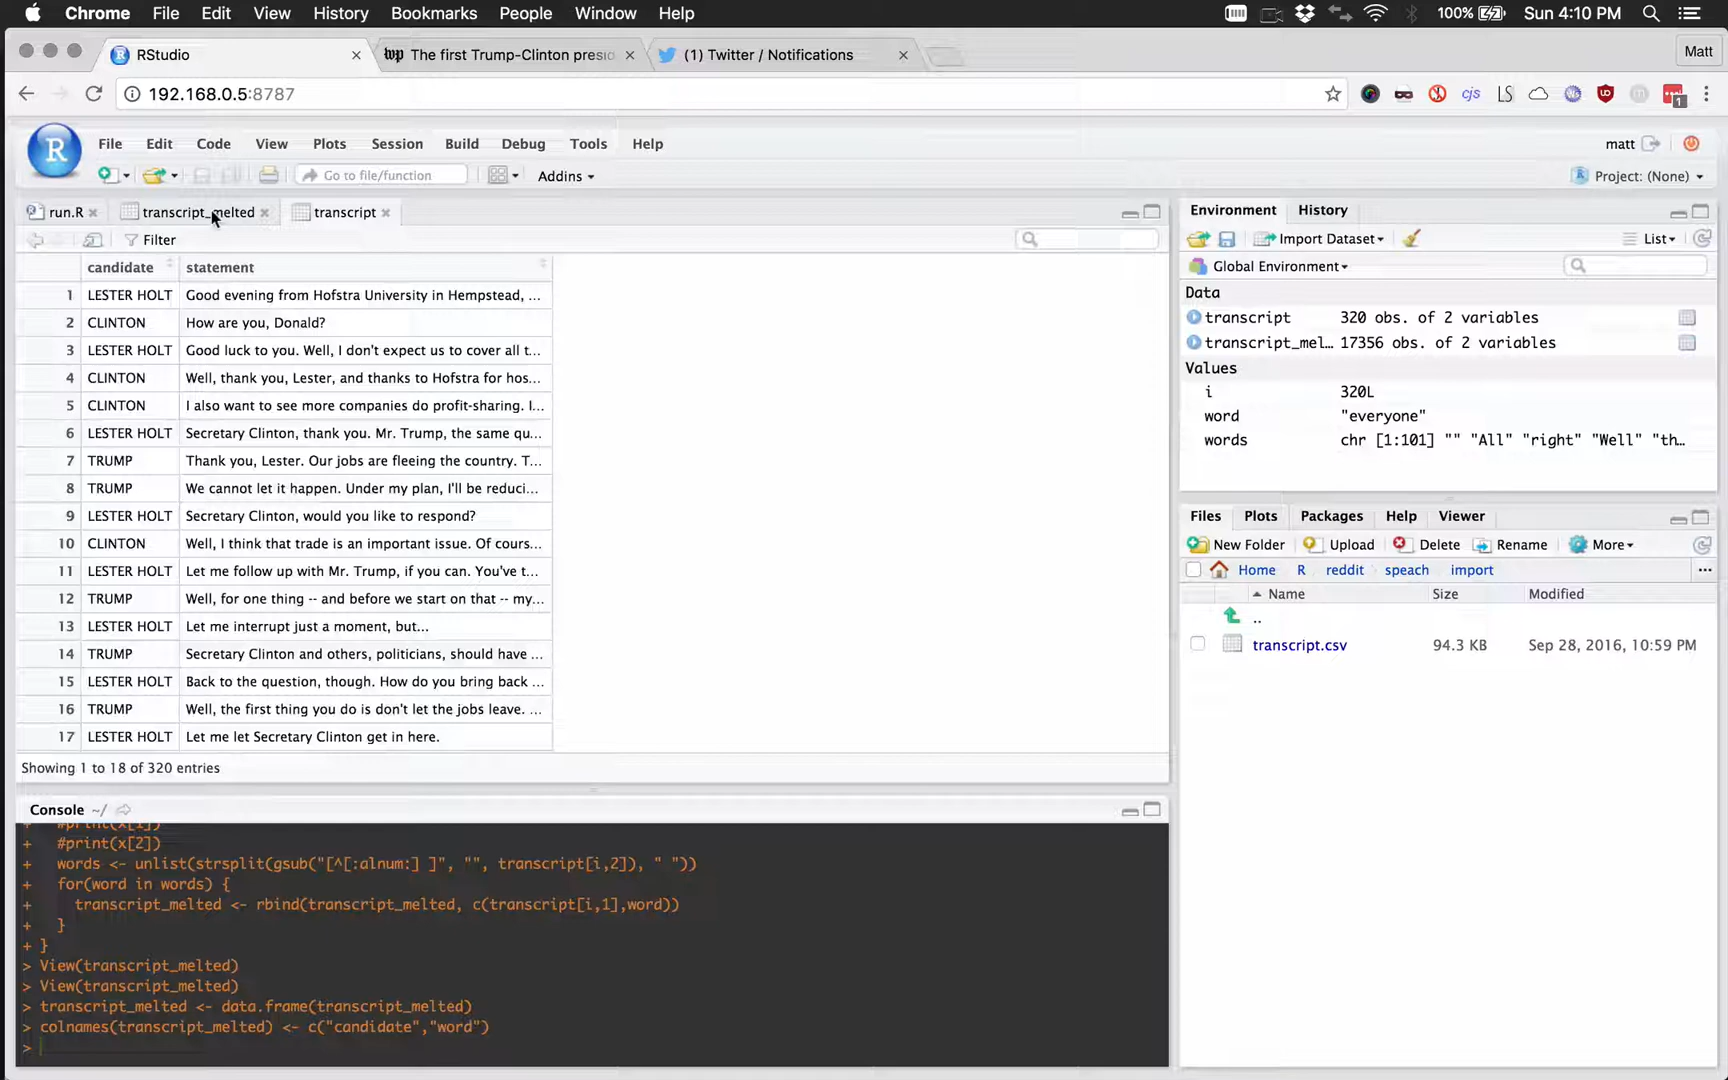 Chrome File Edit View History Bookmarks People Window Help 100% Sun 4:10 PM
RStudio The first Trump-Clinton presi (1) Twitter / Notifications Matt
192.168.0.5:8787 cjs LS 1
File Edit Code View Plots Session Build Debug Tools Help matt
Go to file/function Addins Project: (None)
run.R transcript_melted transcript
Filter
candidate statement
1 LESTER HOLT Good evening from Hofstra University in Hempstead, ...
2 CLINTON How are you, Donald?
3 LESTER HOLT Good luck to you. Well, I don't expect us to cover all t...
4 CLINTON Well, thank you, Lester, and thanks to Hofstra for hos...
5 CLINTON I also want to see more companies do profit-sharing. I...
6 LESTER HOLT Secretary Clinton, thank you. Mr. Trump, the same qu...
7 TRUMP Thank you, Lester. Our jobs are fleeing the country. T...
8 TRUMP We cannot let it happen. Under my plan, I'll be reduci...
9 LESTER HOLT Secretary Clinton, would you like to respond?
10 CLINTON Well, I think that trade is an important issue. Of cours...
11 LESTER HOLT Let me follow up with Mr. Trump, if you can. You've t...
12 TRUMP Well, for one thing -- and before we start on that -- my...
13 LESTER HOLT Let me interrupt just a moment, but...
14 TRUMP Secretary Clinton and others, politicians, should have ...
15 LESTER HOLT Back to the question, though. How do you bring back ...
16 TRUMP Well, the first thing you do is don't let the jobs leave. ...
17 LESTER HOLT Let me let Secretary Clinton get in here.
Showing 1 to 18 of 320 entries
Console ~/
+ #print(x[1])
+ #print(x[2])
+ words <- unlist(strsplit(gsub("[^[:alnum:] ]", "", transcript[i,2]), " "))
+ for(word in words) {
+ transcript_melted <- rbind(transcript_melted, c(transcript[i,1],word))
+ }
+ }
> View(transcript_melted)
> View(transcript_melted)
> transcript_melted <- data.frame(transcript_melted)
> colnames(transcript_melted) <- c("candidate","word")
>
Environment History
Import Dataset List
Global Environment
Data
transcript 320 obs. of 2 variables
transcript_mel... 17356 obs. of 2 variables
Values
i 320L
word "everyone"
words chr [1:101] "" "All" "right" "Well" "th...
Files Plots Packages Help Viewer
New Folder Upload Delete Rename More
Home R reddit speach import ...
Name Size Modified
..
transcript.csv 94.3 KB Sep 28, 2016, 10:59 PM